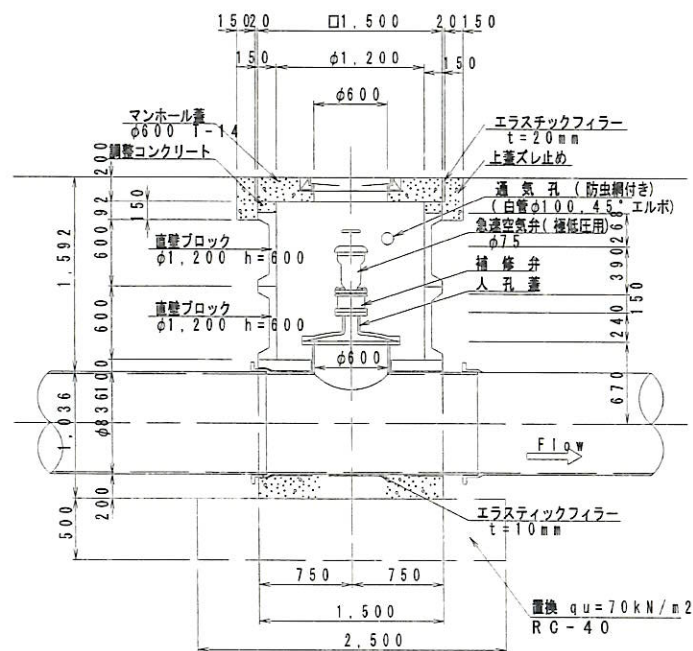 150 20 □1,500 20 150
150 φ1,200 150
φ600
マンホール蓋
φ600 T-14
調整コンクリート
エラスチックフィラー
t=20mm
上蓋ズレ止め
通気孔(防虫網付き)
(白管φ100,45°エルボ)
急速空気弁(極低圧用)
φ75
補修弁
人孔蓋
直壁ブロック
φ1,200 h=600
直壁ブロック
φ1,200 h=600
φ600
200
92
150
600
600
100
1,592
φ836
1,036
200
500
268
390
150
240
670
Flow
エラスティックフィラー
t=10mm
750 750
1,500
2,500
置換 qu=70kN/m2
RC-40